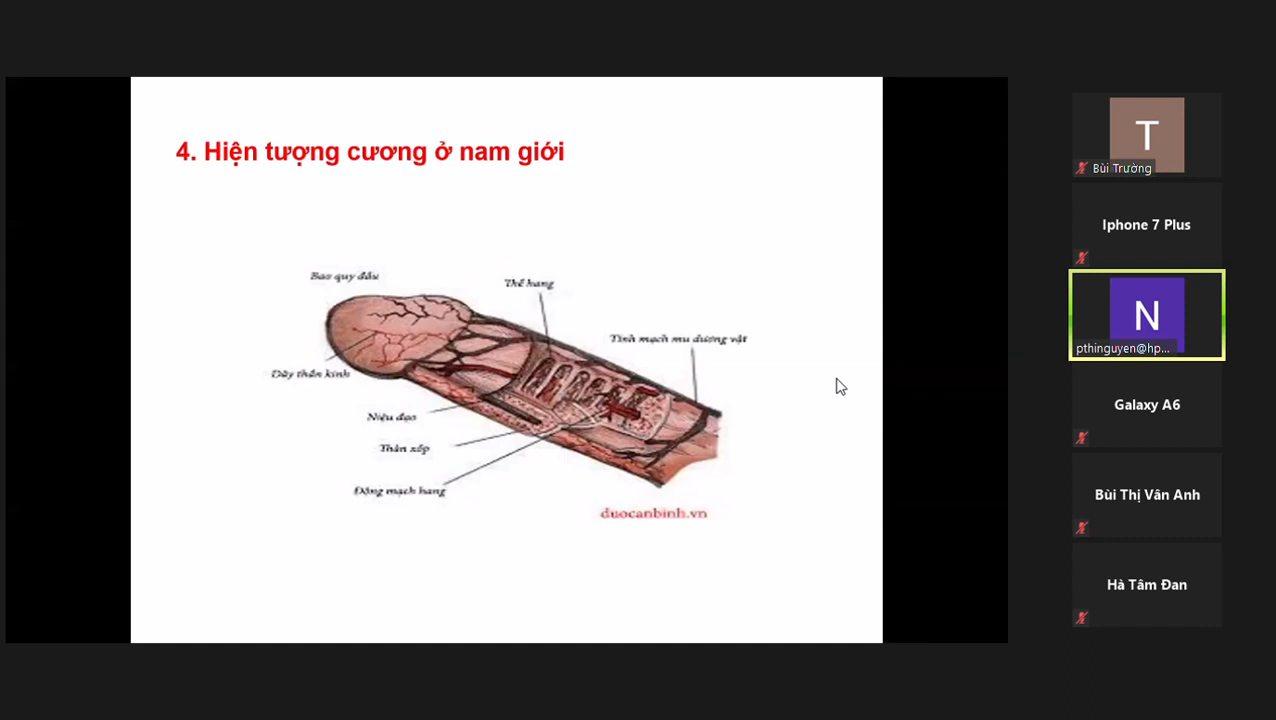 4. Hiện tượng cương ở nam giới
Bao quy đầu
Thể hang
Tĩnh mạch mu dương vật
Dây thần kinh
Niệu đạo
Thân xốp
Động mạch hang
duocanbinh.vn
T
Bùi Trường
Iphone 7 Plus
N
pthinguyen@hp...
Galaxy A6
Bùi Thị Vân Anh
Hà Tâm Đan